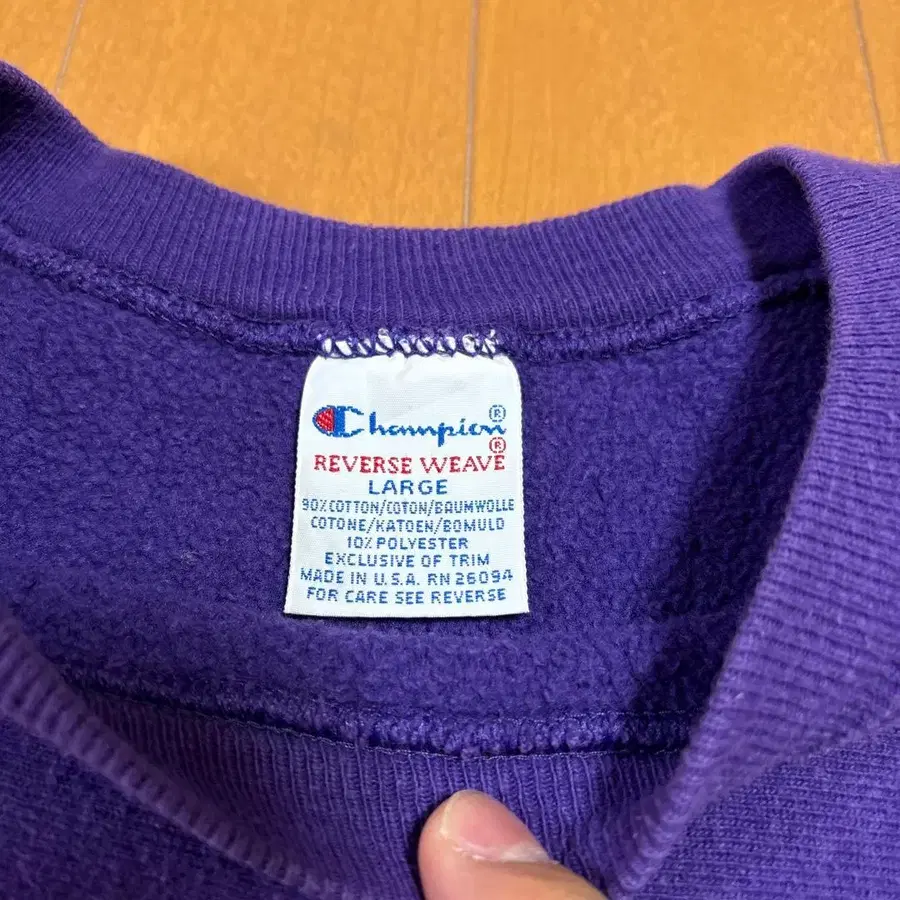 Champion®
REVERSE WEAVE®
LARGE
90% COTTON/COTON/BAUMWOLLE
COTONE/KATOEN/BOMULD
10% POLYESTER
EXCLUSIVE OF TRIM
MADE IN U.S.A. RN 26094
FOR CARE SEE REVERSE